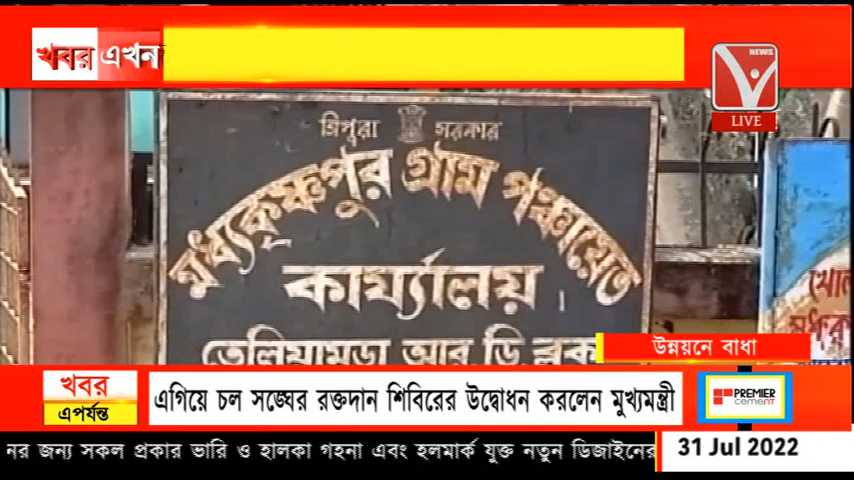 খবর এখন
NEWS
V
LIVE
ত্রিপুরা সরকার
মধ্যকৃষ্ণপুর গ্রাম পঞ্চায়েত
কার্য্যালয়।
তেলিয়ামুড়া আর ডি ব্লক
উন্নয়নে বাধা
খবর
এপর্যন্ত
এগিয়ে চল সঙ্ঘের রক্তদান শিবিরের উদ্বোধন করলেন মুখ্যমন্ত্রী
PREMIER
cement
নর জন্য সকল প্রকার ভারি ও হালকা গহনা এবং হলমার্ক যুক্ত নতুন ডিজাইনের
31 Jul 2022